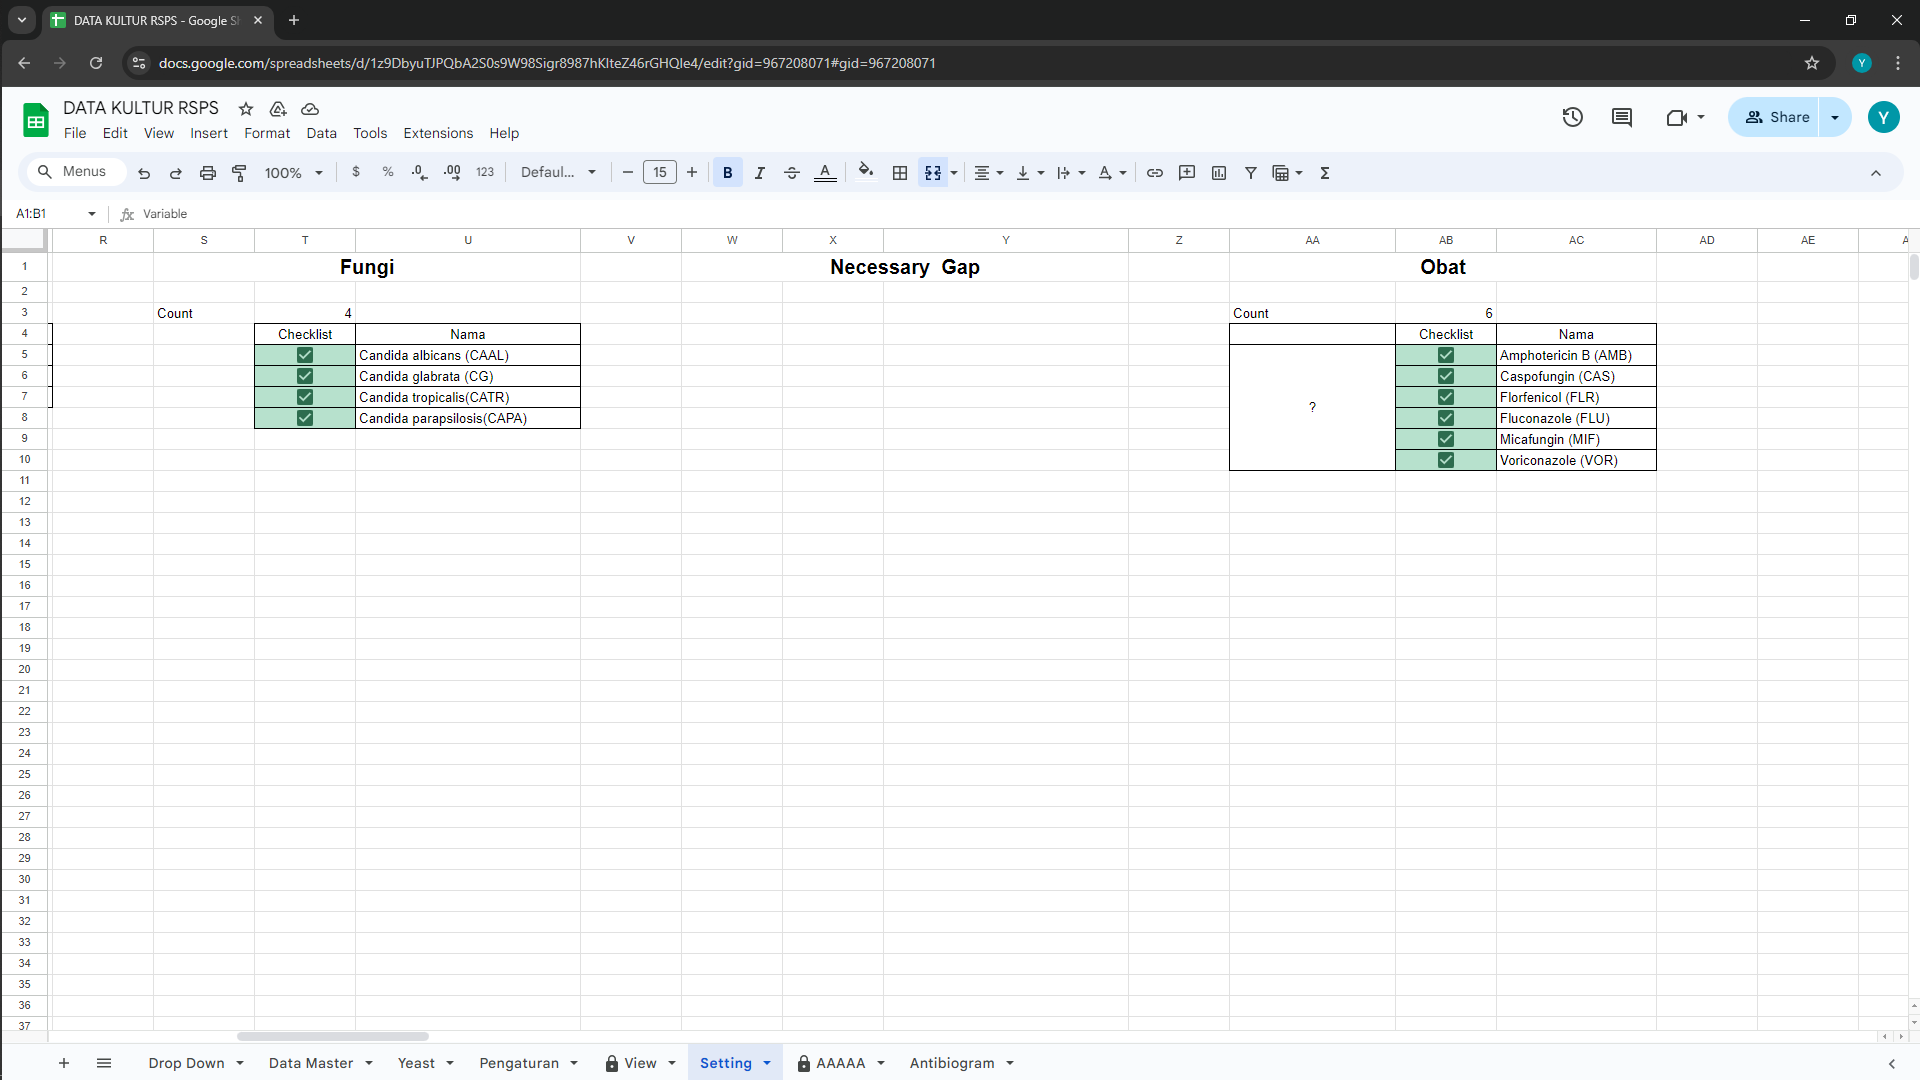 DATA KULTUR RSPS - Google Sh
docs.google.com/spreadsheets/d/1z9DbyuTJPQbA2S0s9W98Sigr8987hKlteZ46rGHQle4/edit?gid=967208071#gid=967208071
Y
DATA KULTUR RSPS
File Edit View Insert Format Data Tools Extensions Help
Share
Y
Menus 100% $ % .0 .00 123 Defaul... 15 B I A Σ
A1:B1 fx Variable
R S T U V W X Y Z AA AB AC AD AE A
1 Fungi Necessary Gap Obat
2
3 Count 4 Count 6
4 Checklist Nama Checklist Nama
5 Candida albicans (CAAL) Amphotericin B (AMB)
6 Candida glabrata (CG) Caspofungin (CAS)
7 Candida tropicalis(CATR) ? Florfenicol (FLR)
8 Candida parapsilosis(CAPA) Fluconazole (FLU)
9 Micafungin (MIF)
10 Voriconazole (VOR)
11
12
13
14
15
16
17
18
19
20
21
22
23
24
25
26
27
28
29
30
31
32
33
34
35
36
37
Drop Down Data Master Yeast Pengaturan View Setting AAAAA Antibiogram